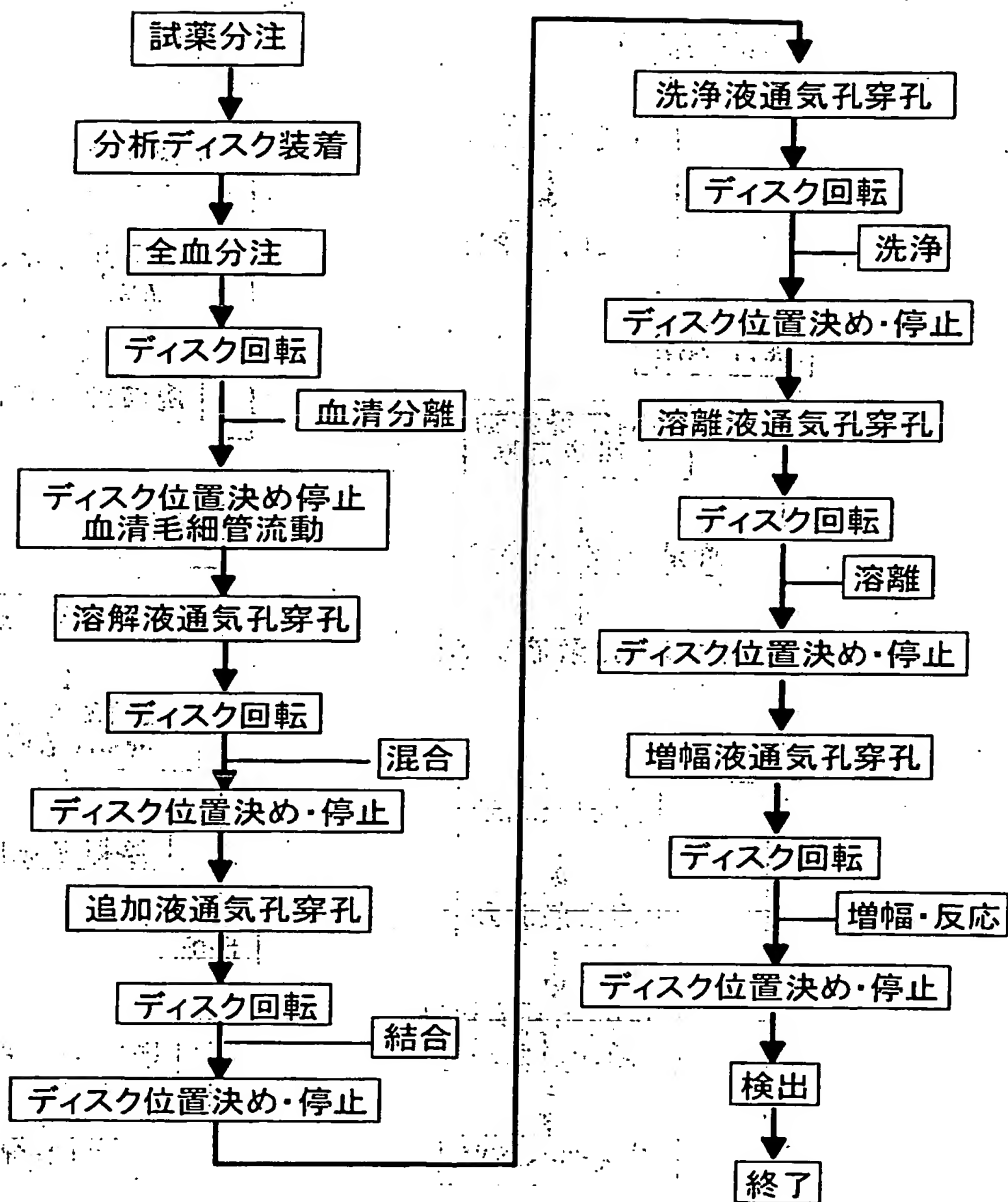 試薬分注
分析ディスク装着
全血分注
ディスク回転
血清分離
ディスク位置決め停止
血清毛細管流動
溶解液通気孔穿孔
ディスク回転
混合
ディスク位置決め・停止
追加液通気孔穿孔
ディスク回転
結合
ディスク位置決め・停止
洗浄液通気孔穿孔
ディスク回転
洗浄
ディスク位置決め・停止
溶離液通気孔穿孔
ディスク回転
溶離
ディスク位置決め・停止
増幅液通気孔穿孔
ディスク回転
増幅・反応
ディスク位置決め・停止
検出
終了